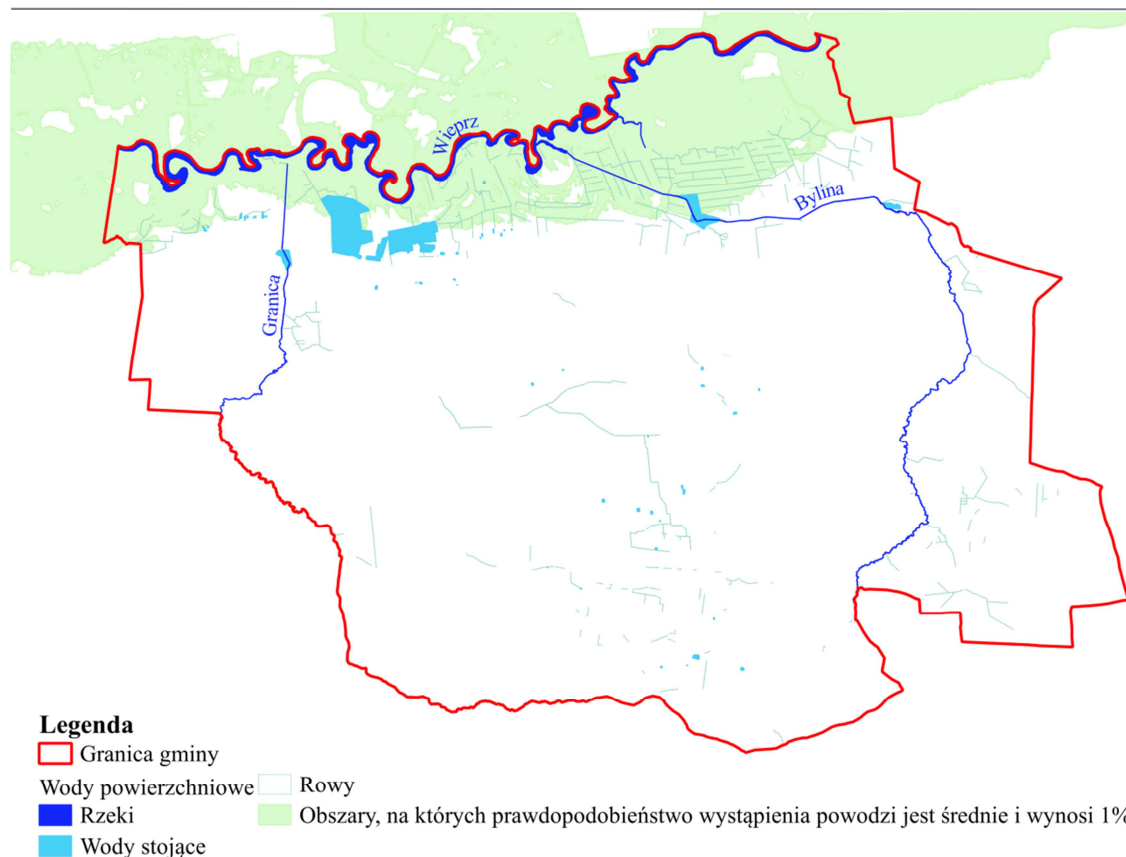 Wieprz
Bylina
Granica
Legenda
Granica gminy
Wody powierzchniowe
Rowy
Rzeki
Obszary, na których prawdopodobieństwo wystąpienia powodzi jest średnie i wynosi 1%
Wody stojące